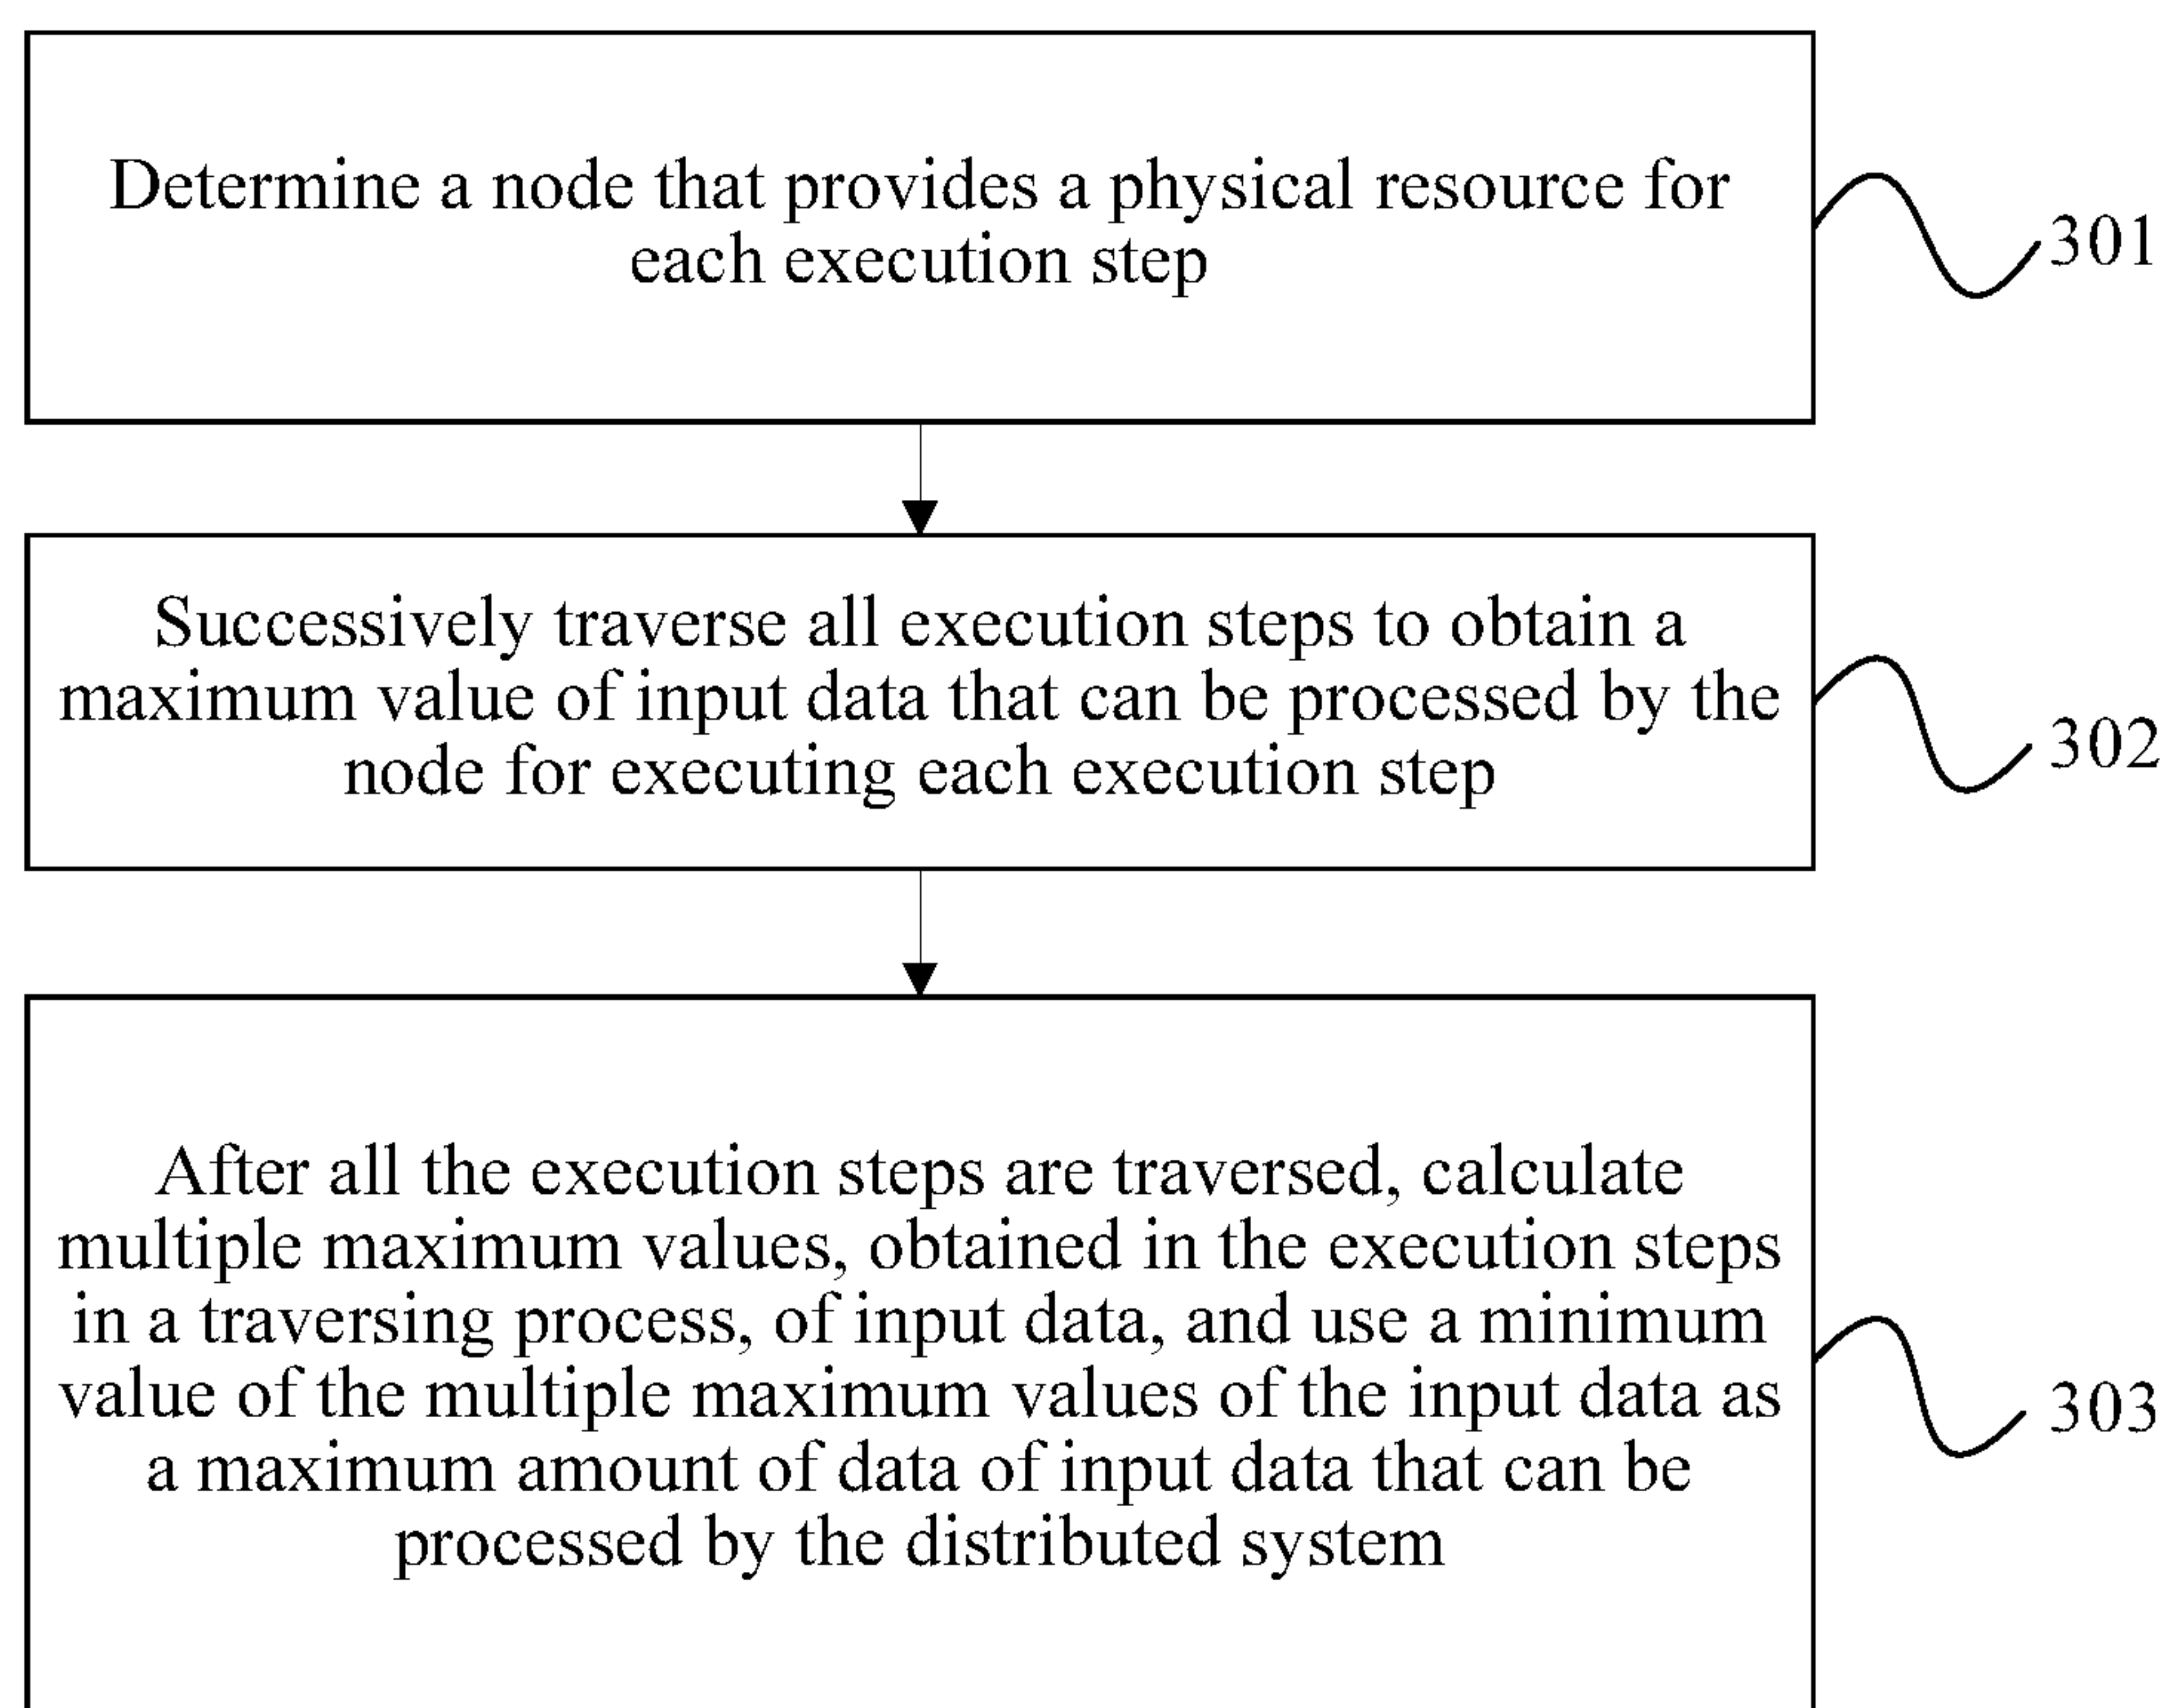 Determine a node that provides a physical resource for
each execution step
301
Successively traverse all execution steps to obtain a
maximum value of input data that can be processed by the
node for executing each execution step
302
After all the execution steps are traversed, calculate
multiple maximum values, obtained in the execution steps
in a traversing process, of input data, and use a minimum
value of the multiple maximum values of the input data as
a maximum amount of data of input data that can be
processed by the distributed system
303